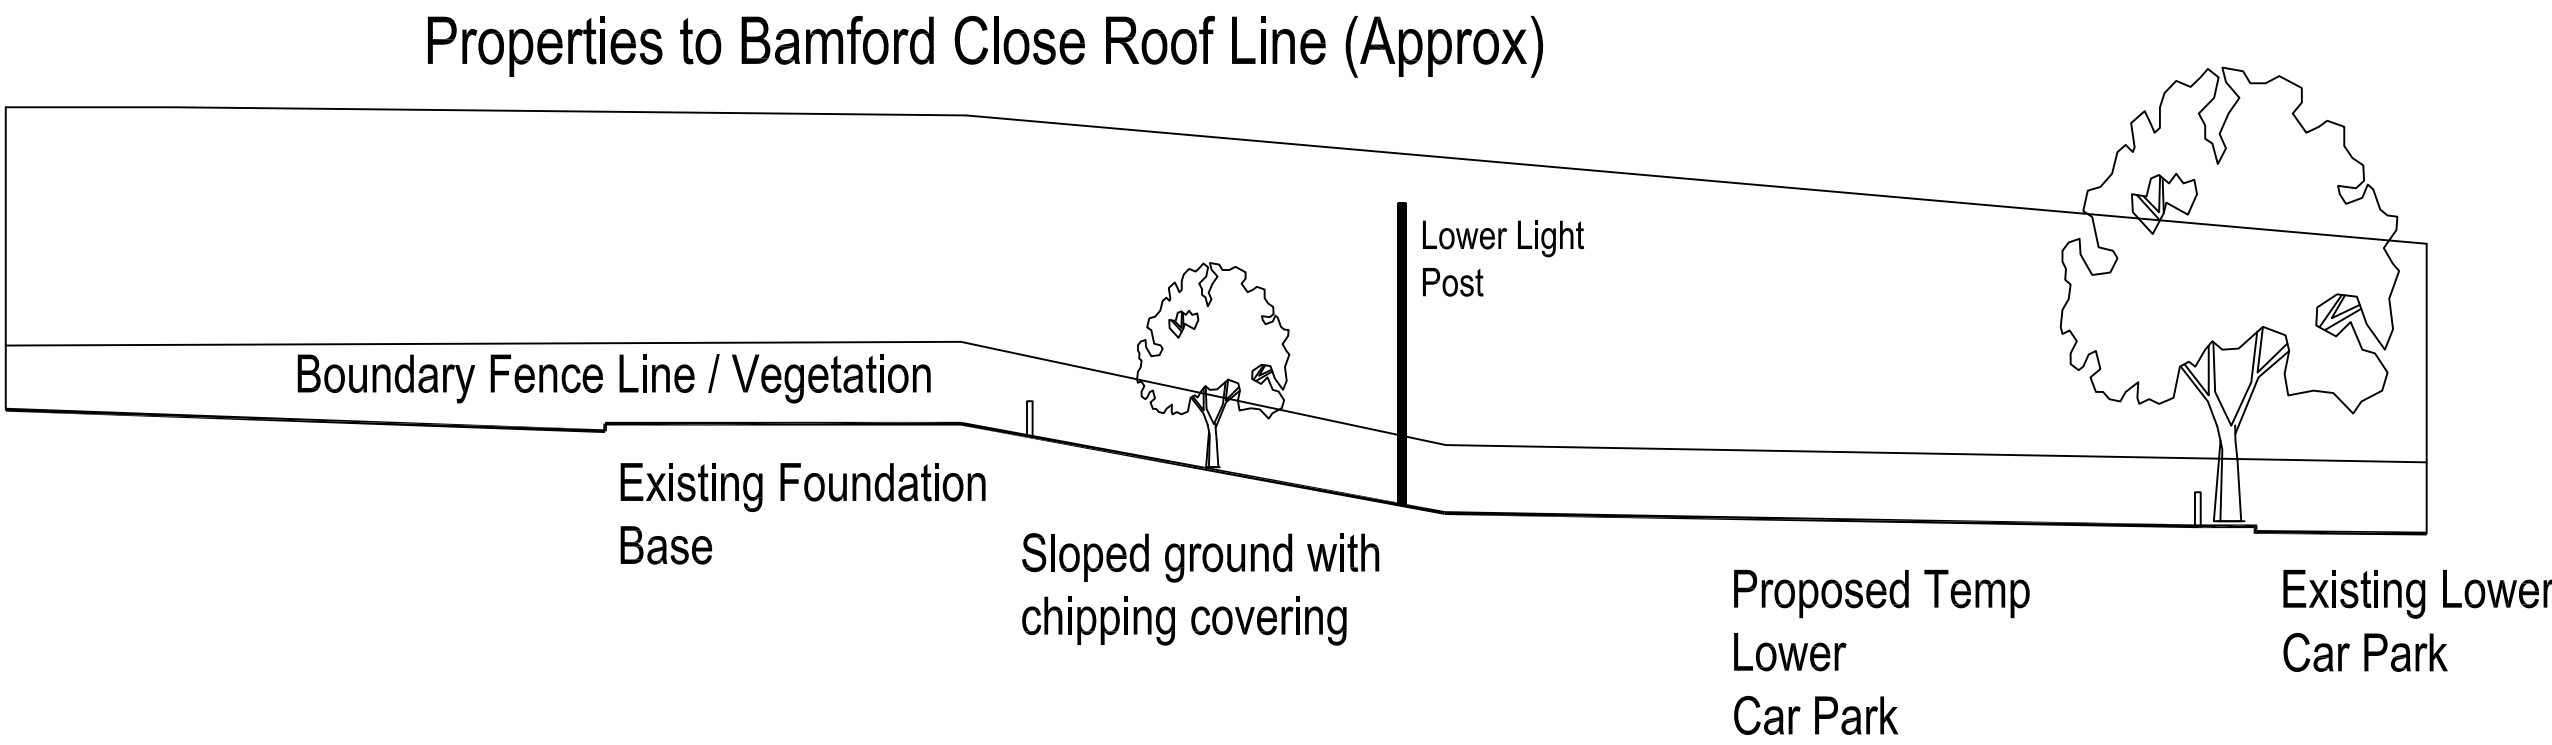 Properties to Bamford Close Roof Line (Approx)
Lower Light
Post
Boundary Fence Line / Vegetation
Existing Foundation
Base
Sloped ground with
chipping covering
Proposed Temp
Lower
Car Park
Existing Lower
Car Park